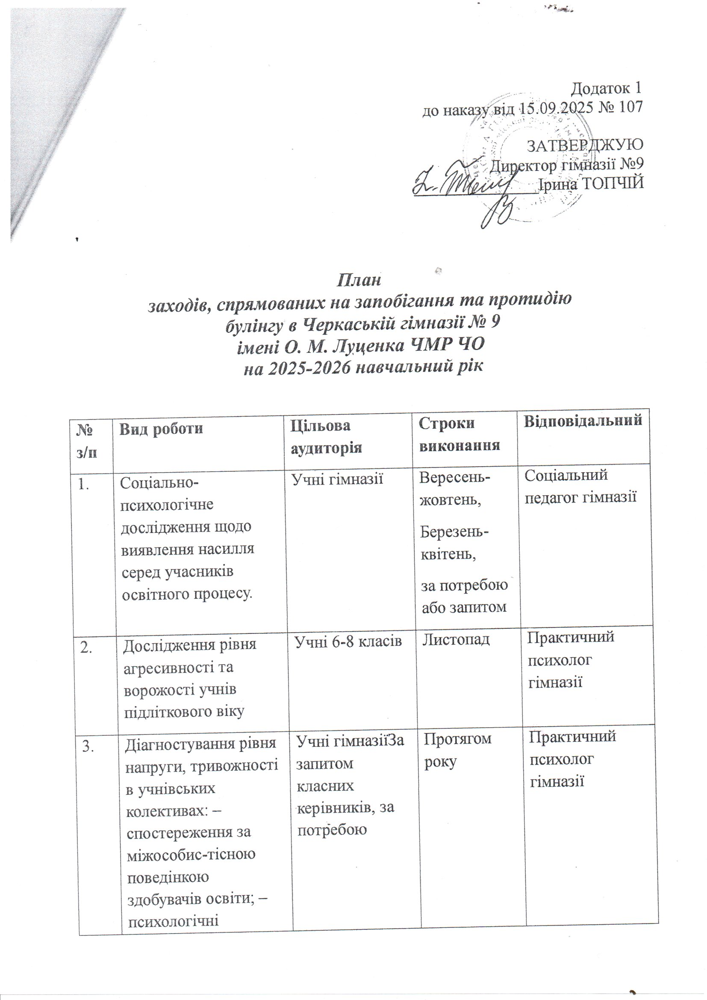 Додаток 1
до наказу від 15.09.2025 № 107
ЗАТВЕРДЖУЮ
Директор гімназії №9
Ірина ТОПЧІЙ
План
заходів, спрямованих на запобігання та протидію
булінгу в Черкаській гімназії № 9
імені О. М. Луценка ЧМР ЧО
на 2025-2026 навчальний рік
№
з/п
Вид роботи
Цільова
аудиторія
Строки
виконання
Відповідальний
1.
Соціально-
психологічне
дослідження щодо
виявлення насилля
серед учасників
освітного процесу.
Учні гімназії
Вересень-
жовтень,
Березень-
квітень,
за потребою
або запитом
Соціальний
педагог гімназії
2.
Дослідження рівня
агресивності та
ворожості учнів
підліткового віку
Учні 6-8 класів
Листопад
Практичний
психолог
гімназії
3.
Діагностування рівня
напруги, тривожності
в учнівських
колективах: –
спостереження за
міжособис-тісною
поведінкою
здобувачів освіти; –
психологічні
Учні гімназіїЗа
запитом
класних
керівників, за
потребою
Протягом
року
Практичний
психолог
гімназії